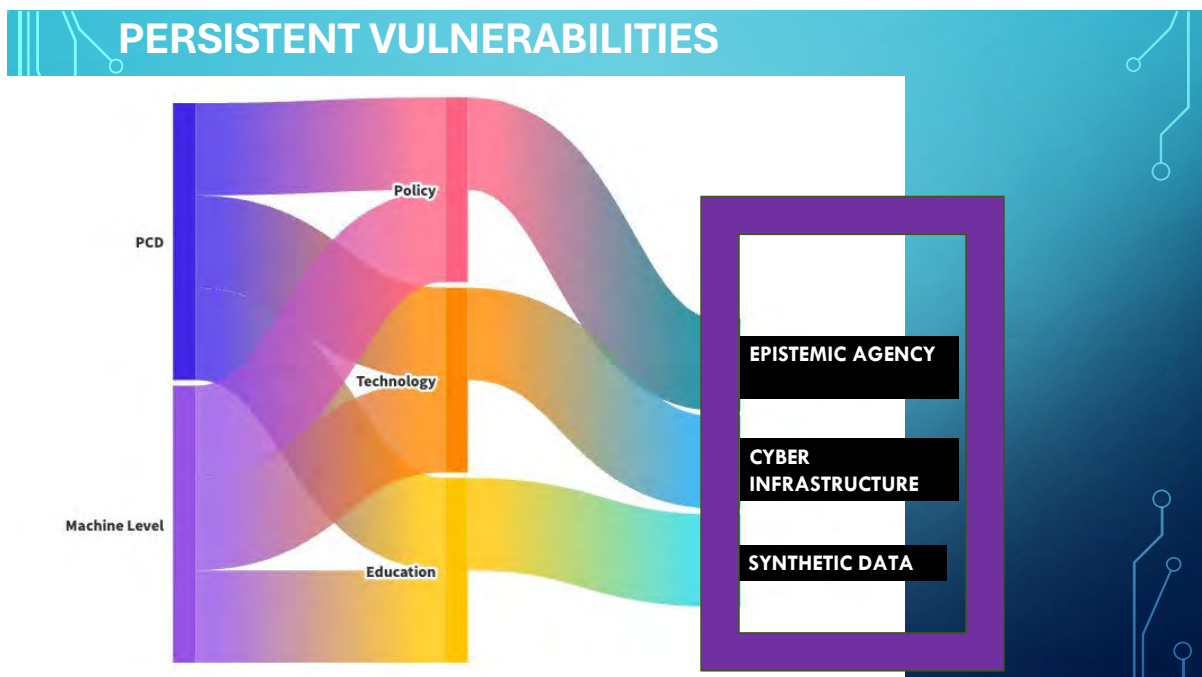 PERSISTENT VULNERABILITIES
PCD
Machine Level
Policy
Technology
Education
EPISTEMIC AGENCY
CYBER
INFRASTRUCTURE
SYNTHETIC DATA